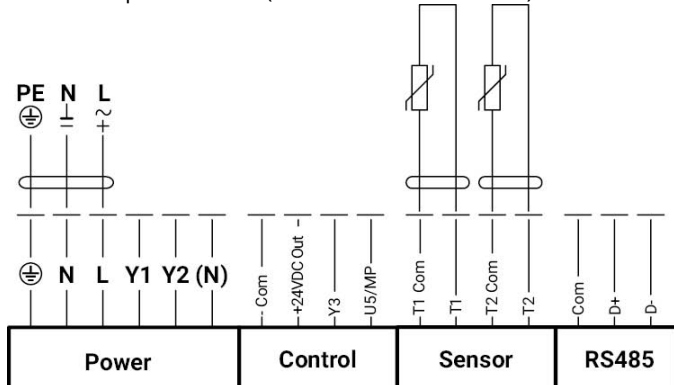 PE N L
N L Y1 Y2 (N)
- Com
+24VDC Out
Y3
U5/MP
T1 Com
T1
T2 Com
T2
Com
D+
D-
Power
Control
Sensor
RS485